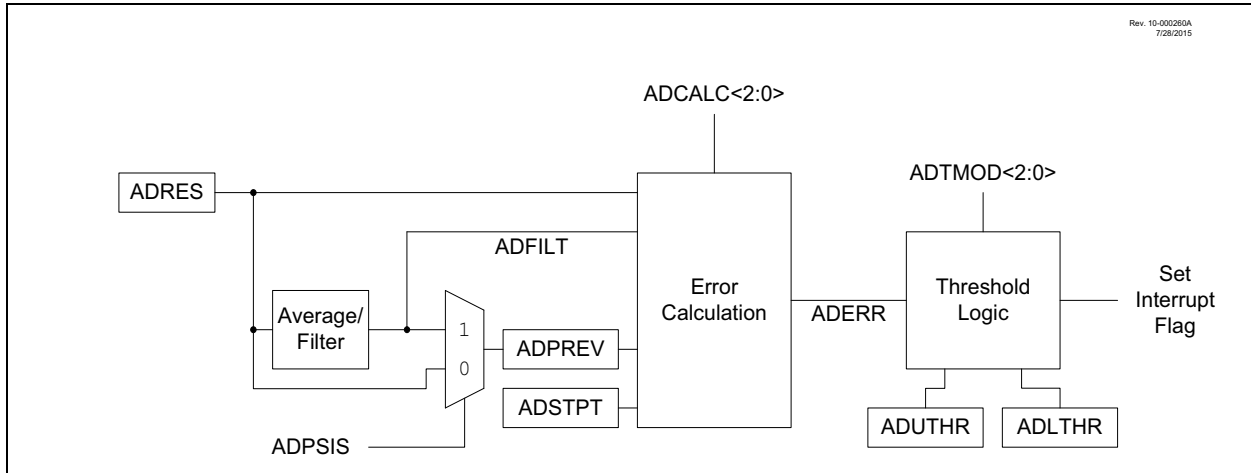 Rev. 10-000260A
7/28/2015
ADCALC<2:0>
ADTMOD<2:0>
ADRES
ADFILT
Error
Calculation
Threshold
Logic
Set
Interrupt
Flag
ADERR
Average/
Filter
1
0
ADPREV
ADSTPT
ADUTHR
ADLTHR
ADPSIS